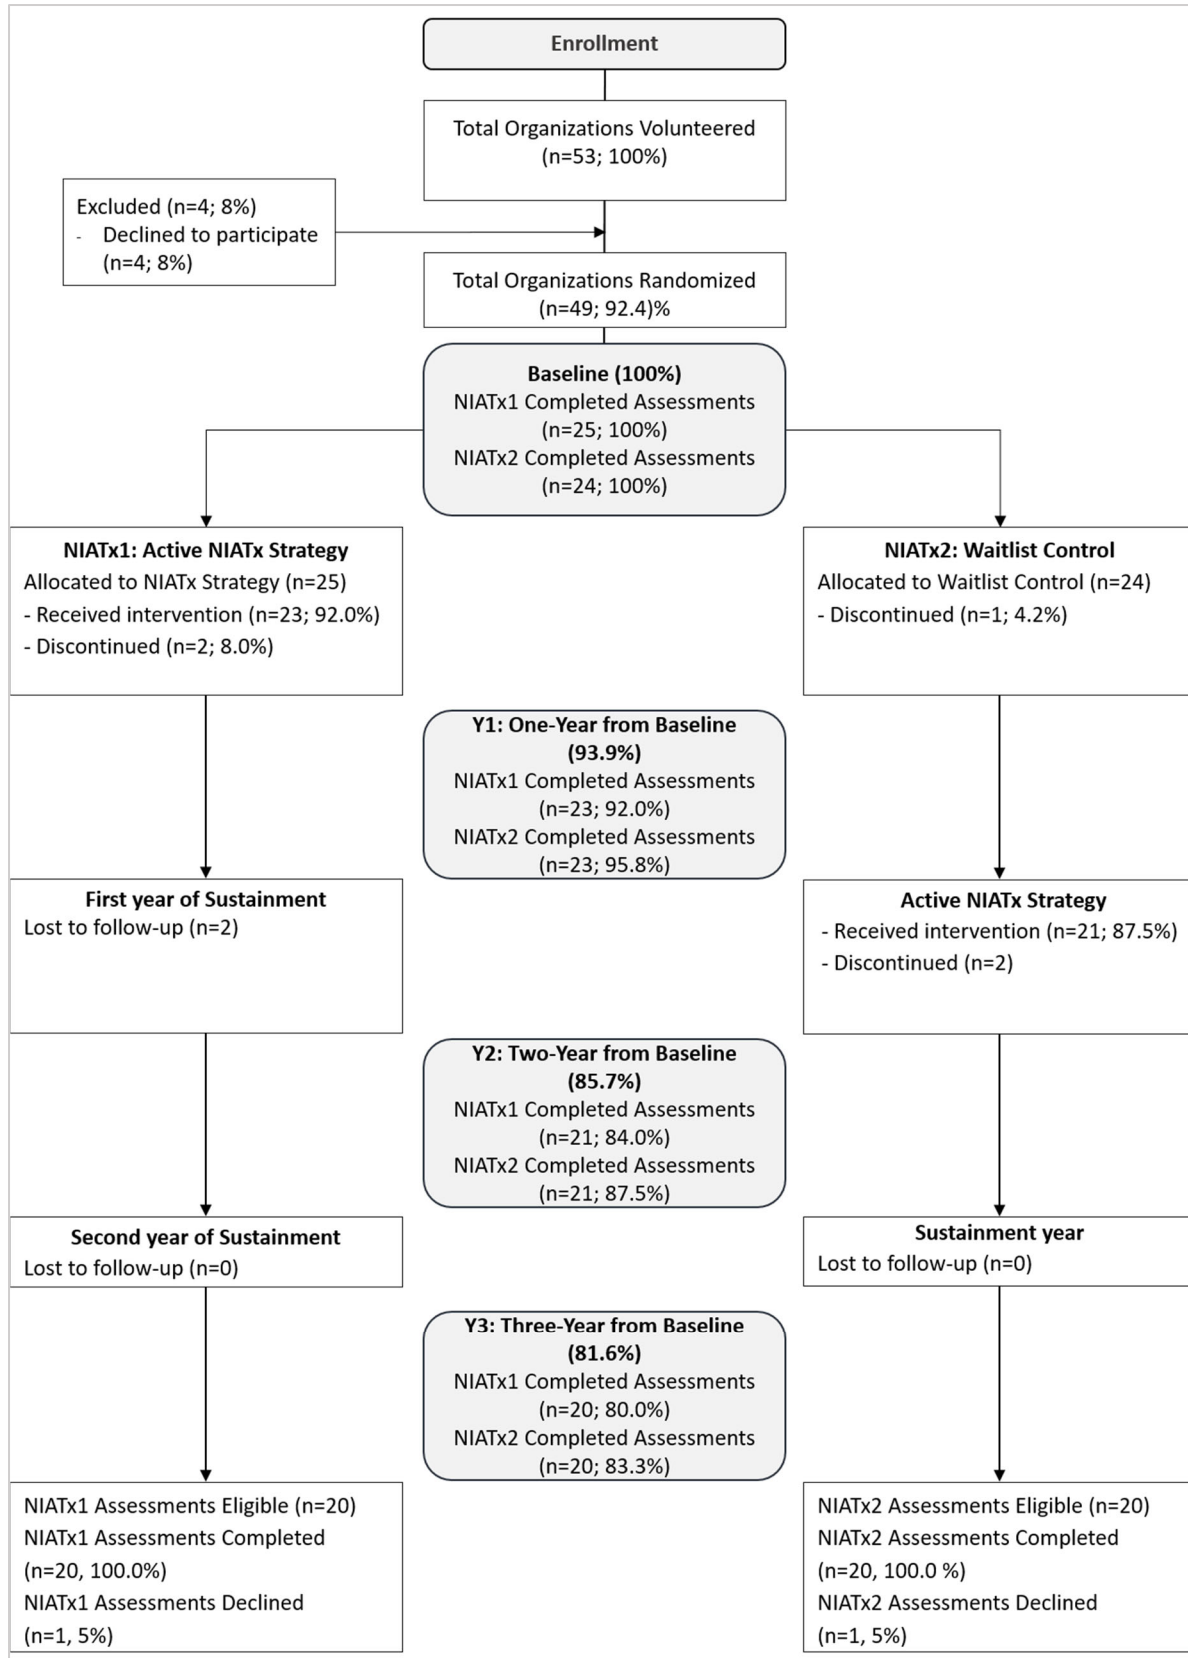 Enrollment
Total Organizations Volunteered
(n=53; 100%)
Excluded (n=4; 8%)
- Declined to participate
(n=4; 8%)
Total Organizations Randomized
(n=49; 92.4)%
Baseline (100%)
NIATx1 Completed Assessments
(n=25; 100%)
NIATx2 Completed Assessments
(n=24; 100%)
NIATx1: Active NIATx Strategy
Allocated to NIATx Strategy (n=25)
- Received intervention (n=23; 92.0%)
- Discontinued (n=2; 8.0%)
NIATx2: Waitlist Control
Allocated to Waitlist Control (n=24)
- Discontinued (n=1; 4.2%)
Y1: One-Year from Baseline
(93.9%)
NIATx1 Completed Assessments
(n=23; 92.0%)
NIATx2 Completed Assessments
(n=23; 95.8%)
First year of Sustainment
Lost to follow-up (n=2)
Active NIATx Strategy
- Received intervention (n=21; 87.5%)
- Discontinued (n=2)
Y2: Two-Year from Baseline
(85.7%)
NIATx1 Completed Assessments
(n=21; 84.0%)
NIATx2 Completed Assessments
(n=21; 87.5%)
Second year of Sustainment
Lost to follow-up (n=0)
Sustainment year
Lost to follow-up (n=0)
Y3: Three-Year from Baseline
(81.6%)
NIATx1 Completed Assessments
(n=20; 80.0%)
NIATx2 Completed Assessments
(n=20; 83.3%)
NIATx1 Assessments Eligible (n=20)
NIATx1 Assessments Completed
(n=20, 100.0%)
NIATx1 Assessments Declined
(n=1, 5%)
NIATx2 Assessments Eligible (n=20)
NIATx2 Assessments Completed
(n=20, 100.0 %)
NIATx2 Assessments Declined
(n=1, 5%)